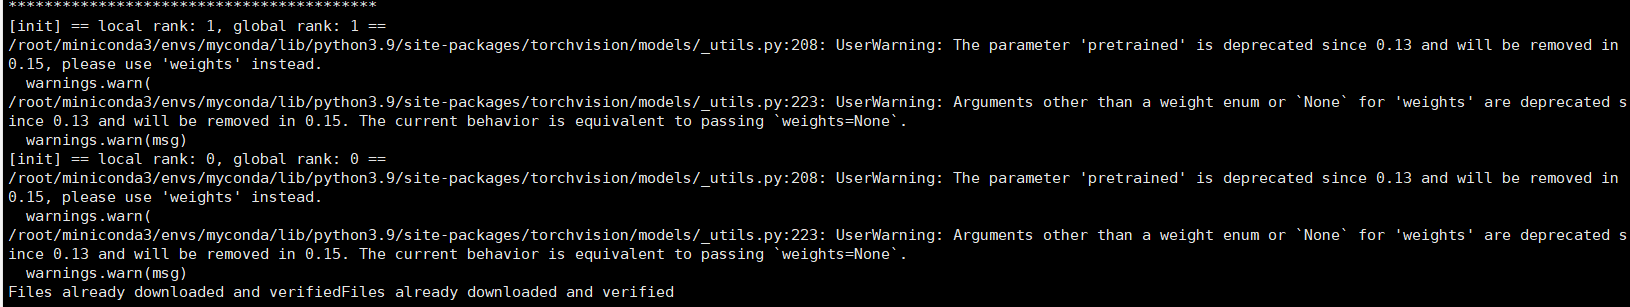 *****************************************
[init] == local rank: 1, global rank: 1 ==
/root/miniconda3/envs/myconda/lib/python3.9/site-packages/torchvision/models/_utils.py:208: UserWarning: The parameter 'pretrained' is deprecated since 0.13 and will be removed in
0.15, please use 'weights' instead.
  warnings.warn(
/root/miniconda3/envs/myconda/lib/python3.9/site-packages/torchvision/models/_utils.py:223: UserWarning: Arguments other than a weight enum or `None` for 'weights' are deprecated s
ince 0.13 and will be removed in 0.15. The current behavior is equivalent to passing `weights=None`.
  warnings.warn(msg)
[init] == local rank: 0, global rank: 0 ==
/root/miniconda3/envs/myconda/lib/python3.9/site-packages/torchvision/models/_utils.py:208: UserWarning: The parameter 'pretrained' is deprecated since 0.13 and will be removed in
0.15, please use 'weights' instead.
  warnings.warn(
/root/miniconda3/envs/myconda/lib/python3.9/site-packages/torchvision/models/_utils.py:223: UserWarning: Arguments other than a weight enum or `None` for 'weights' are deprecated s
ince 0.13 and will be removed in 0.15. The current behavior is equivalent to passing `weights=None`.
  warnings.warn(msg)
Files already downloaded and verifiedFiles already downloaded and verified